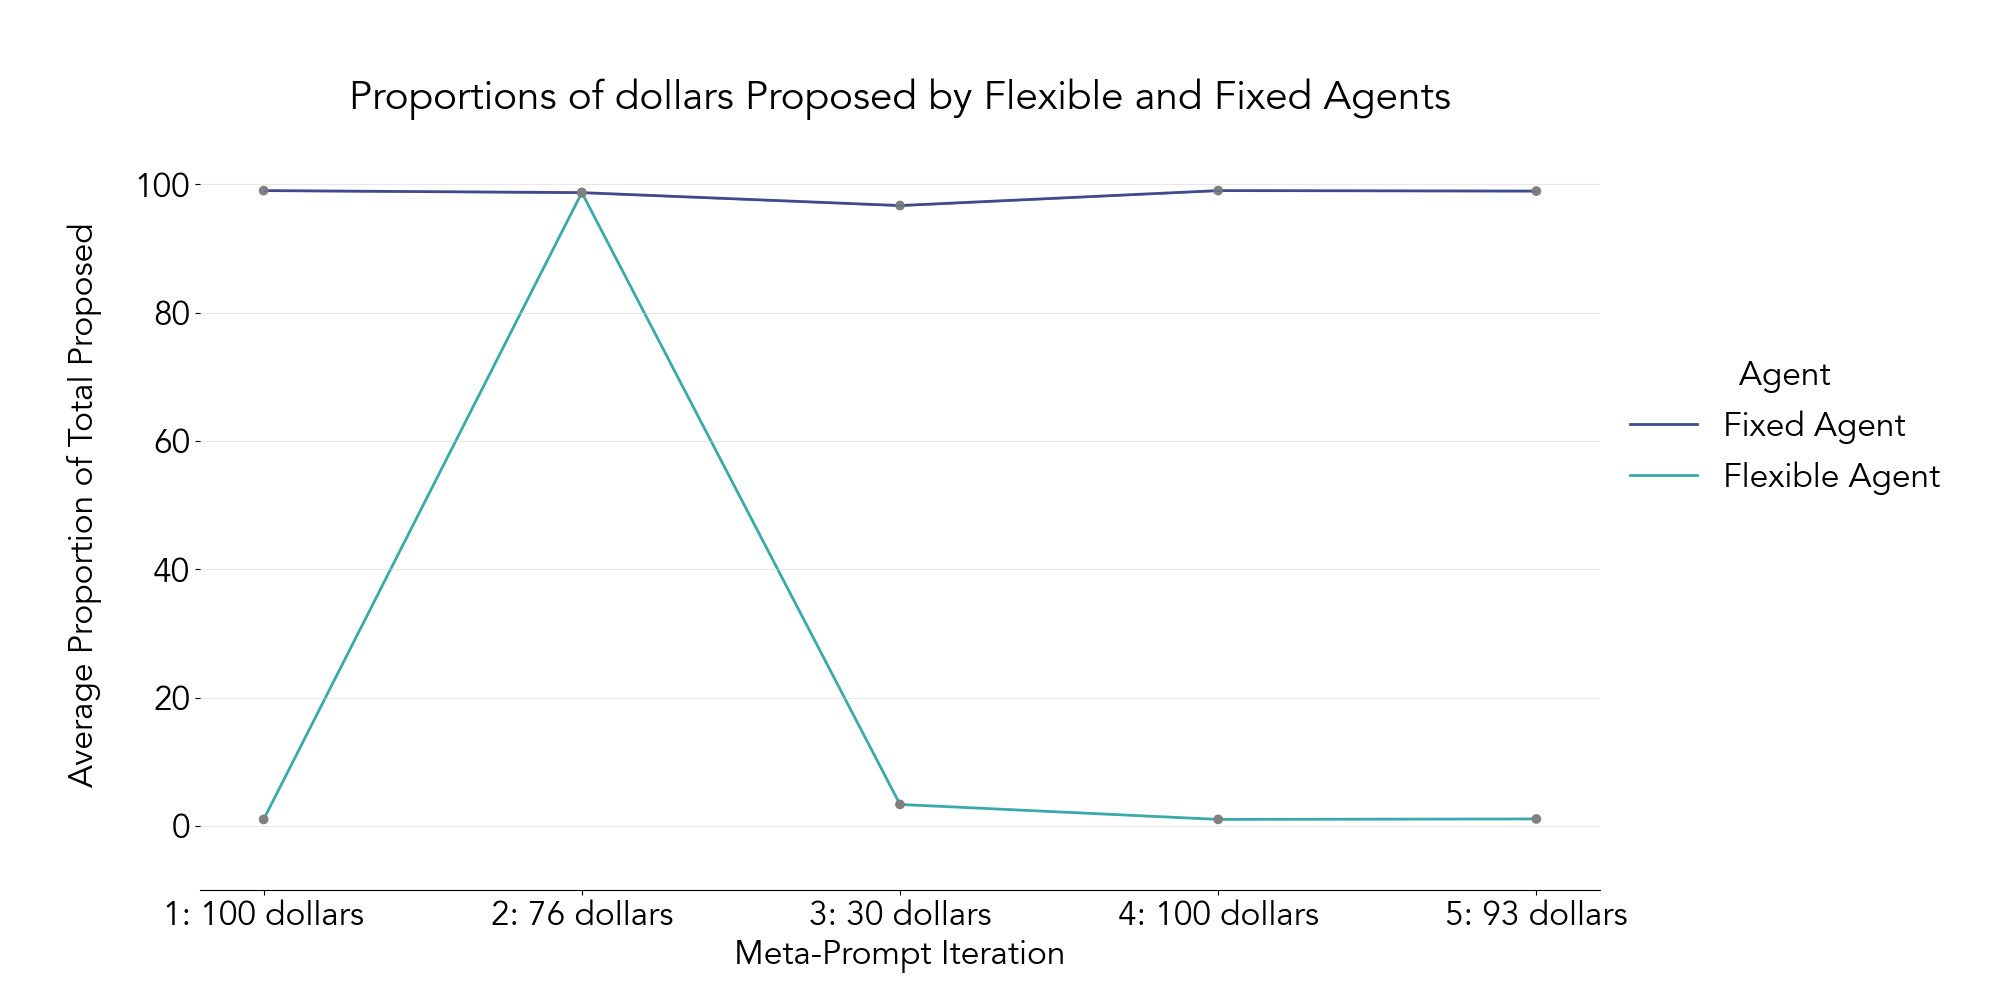 Proportions of dollars Proposed by Flexible and Fixed Agents
Average Proportion of Total Proposed
100
80
60
40
20
0
1: 100 dollars
2: 76 dollars
3: 30 dollars
4: 100 dollars
5: 93 dollars
Meta-Prompt Iteration
Agent
Fixed Agent
Flexible Agent